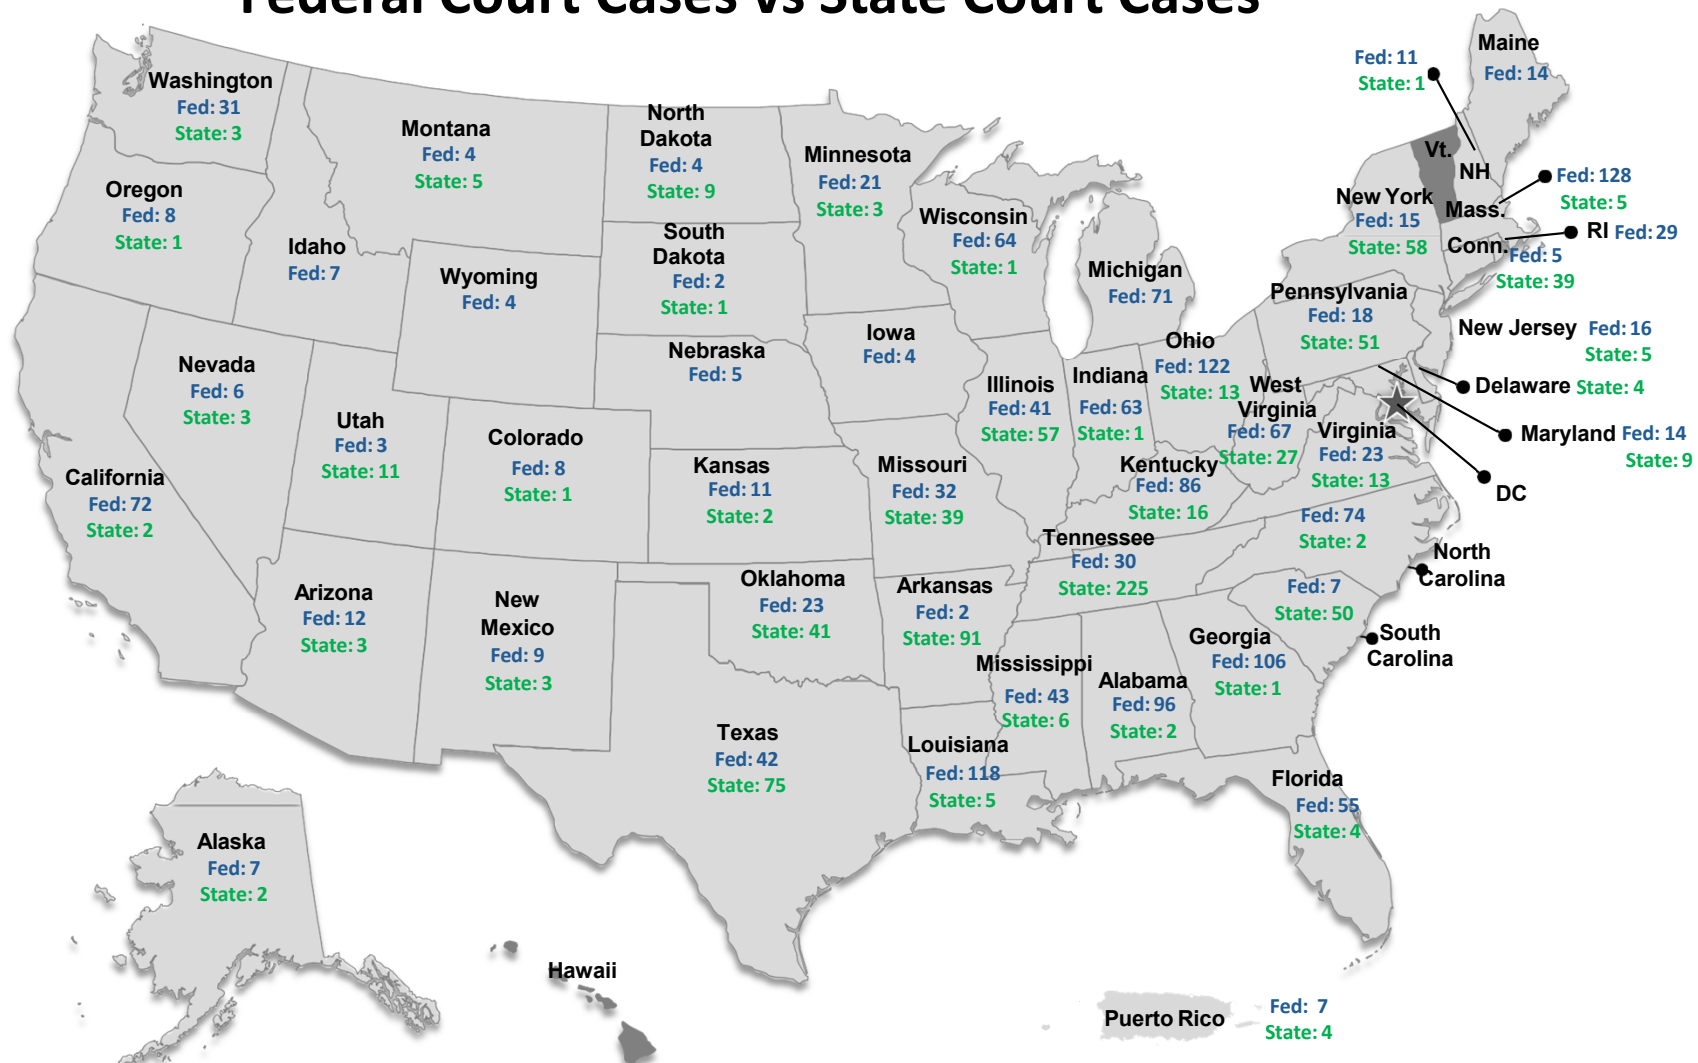 Federal Court Cases vs State Court Cases
Maine
Fed: 14
Fed: 11
State: 1
Washington
Fed: 31
State: 3
Montana
Fed: 4
State: 5
North
Dakota
Fed: 4
State: 9
Minnesota
Fed: 21
State: 3
Vt.
NH
Fed: 128
State: 5
Oregon
Fed: 8
State: 1
Idaho
Fed: 7
Wyoming
Fed: 4
South
Dakota
Fed: 2
State: 1
Wisconsin
Fed: 64
State: 1
Michigan
Fed: 71
New York
Fed: 15
State: 58
Mass.
RI Fed: 29
Conn.
Fed: 5
State: 39
Pennsylvania
Fed: 18
State: 51
New Jersey Fed: 16
State: 5
Nevada
Fed: 6
State: 3
Utah
Fed: 3
State: 11
Colorado
Fed: 8
State: 1
Nebraska
Fed: 5
Iowa
Fed: 4
Illinois
Fed: 41
State: 57
Indiana
Fed: 63
State: 1
Ohio
Fed: 122
State: 13
West
Virginia
Fed: 67
State: 27
Virginia
Fed: 23
State: 13
Delaware State: 4
Maryland Fed: 14
State: 9
DC
California
Fed: 72
State: 2
Kansas
Fed: 11
State: 2
Missouri
Fed: 32
State: 39
Kentucky
Fed: 86
State: 16
Fed: 74
State: 2
North
Carolina
Tennessee
Fed: 30
State: 225
Arizona
Fed: 12
State: 3
New
Mexico
Fed: 9
State: 3
Oklahoma
Fed: 23
State: 41
Arkansas
Fed: 2
State: 91
Fed: 7
State: 50
South
Carolina
Mississippi
Fed: 43
State: 6
Alabama
Fed: 96
State: 2
Georgia
Fed: 106
State: 1
Texas
Fed: 42
State: 75
Louisiana
Fed: 118
State: 5
Florida
Fed: 55
State: 4
Alaska
Fed: 7
State: 2
Hawaii
Puerto Rico
Fed: 7
State: 4